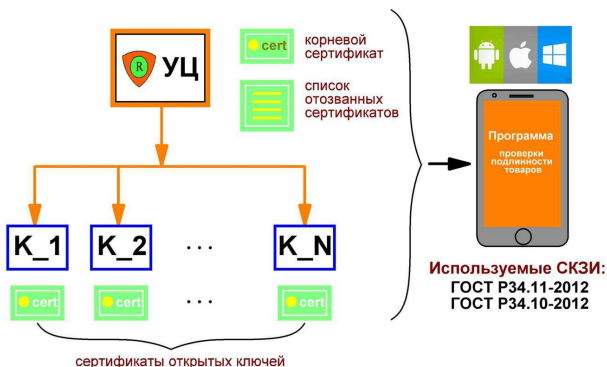 R УЦ
cert
корневой
сертификат
список
отозванных
сертификатов
K_1
K_2
...
K_N
cert
cert
...
cert
сертификаты открытых ключей
Программа
проверки
подлинности
товаров
Используемые СКЗИ:
ГОСТ Р34.11-2012
ГОСТ Р34.10-2012